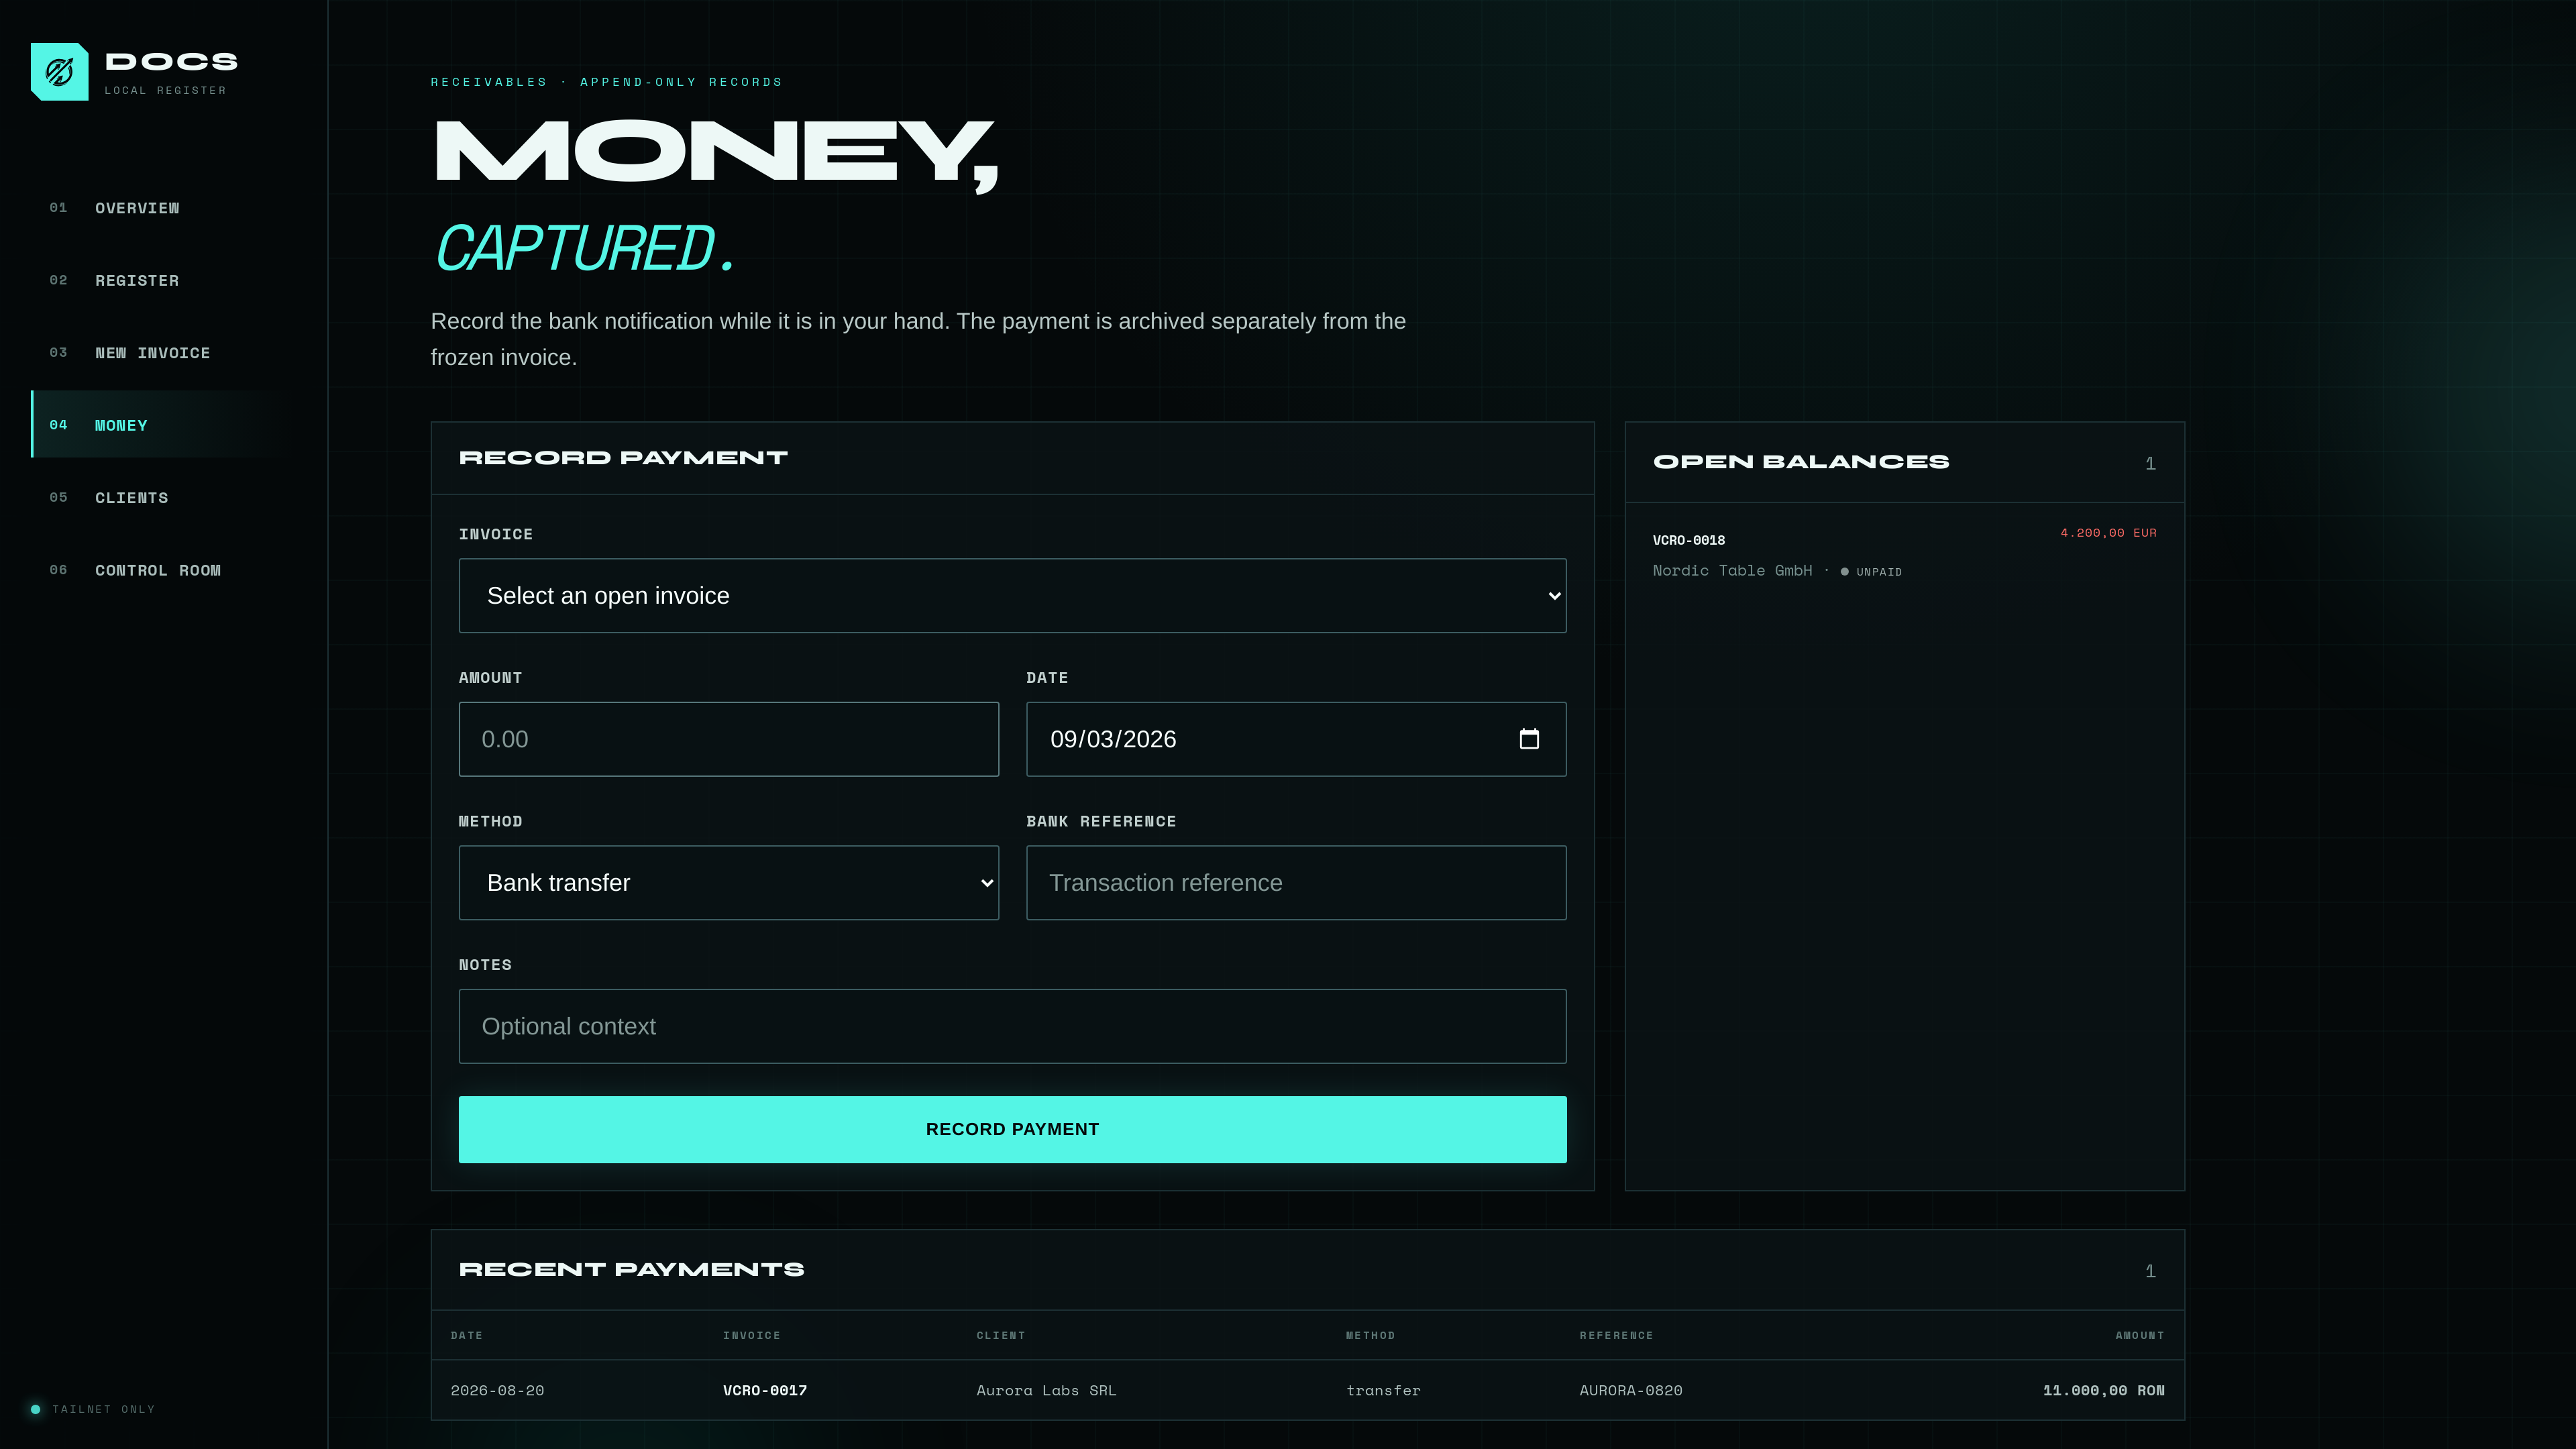 DOCS
LOCAL REGISTER
01 OVERVIEW
02 REGISTER
03 NEW INVOICE
04 MONEY
05 CLIENTS
06 CONTROL ROOM
TAILNET ONLY
RECEIVABLES · APPEND-ONLY RECORDS
MONEY,
CAPTURED.
Record the bank notification while it is in your hand. The payment is archived separately from the
frozen invoice.
RECORD PAYMENT
INVOICE
Select an open invoice
AMOUNT DATE
0.00 09/03/2026
METHOD BANK REFERENCE
Bank transfer Transaction reference
NOTES
Optional context
RECORD PAYMENT
OPEN BALANCES 1
VCRO-0018 4.200,00 EUR
Nordic Table GmbH · UNPAID
RECENT PAYMENTS 1
DATE INVOICE CLIENT METHOD REFERENCE AMOUNT
2026-08-20 VCRO-0017 Aurora Labs SRL transfer AURORA-0820 11.000,00 RON